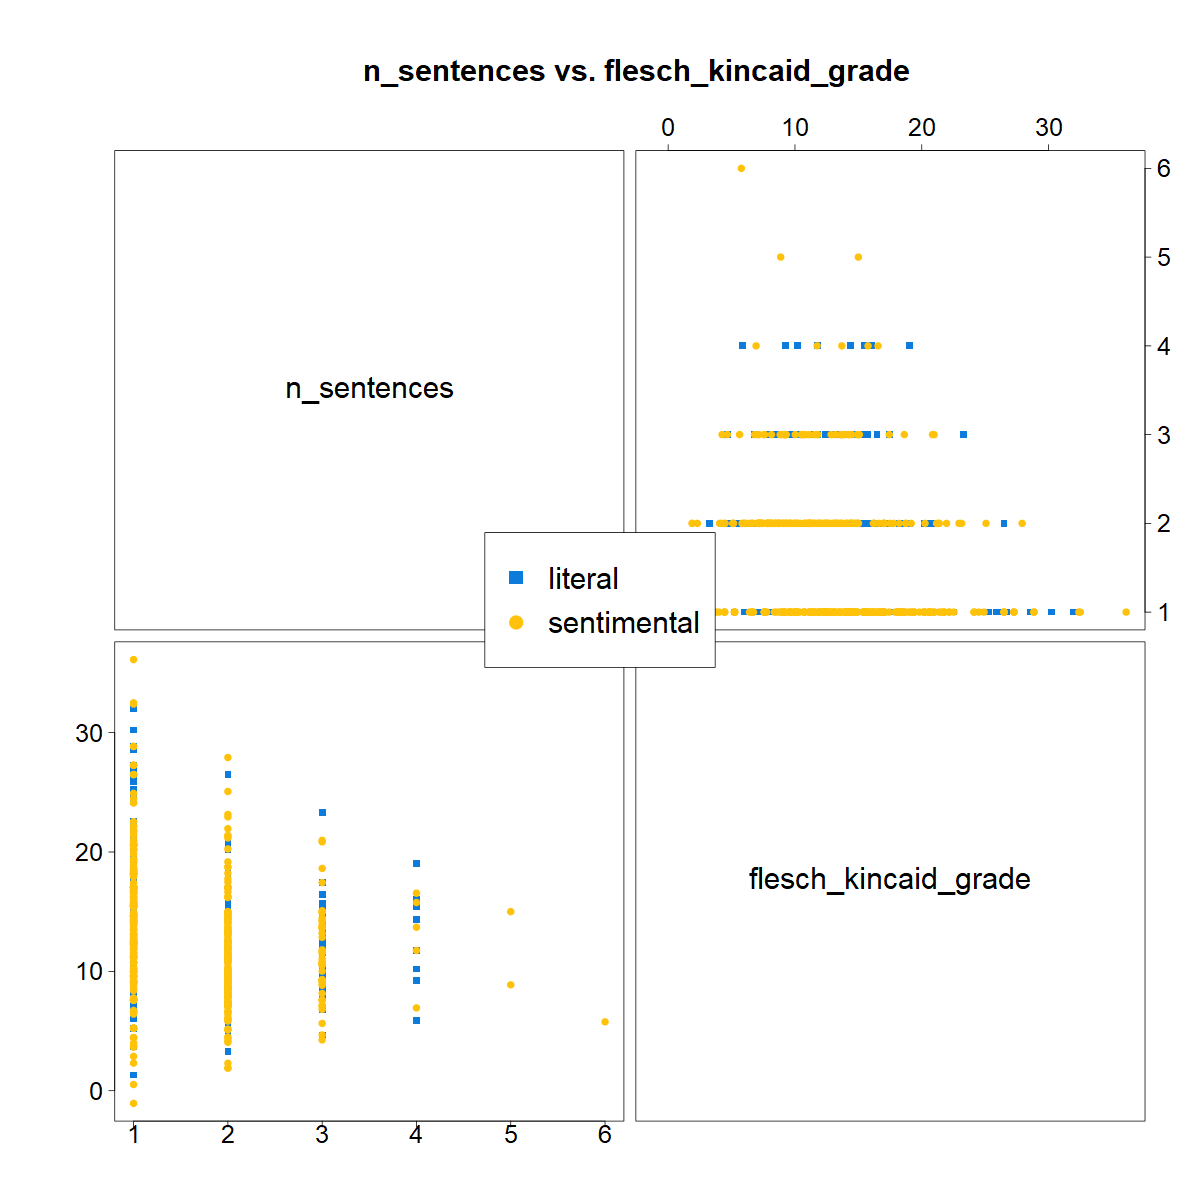 n_sentences vs. flesch_kincaid_grade
0 10 20 30
n_sentences
6
5
4
3
2
1
literal
sentimental
30
20
10
0
flesch_kincaid_grade
1 2 3 4 5 6